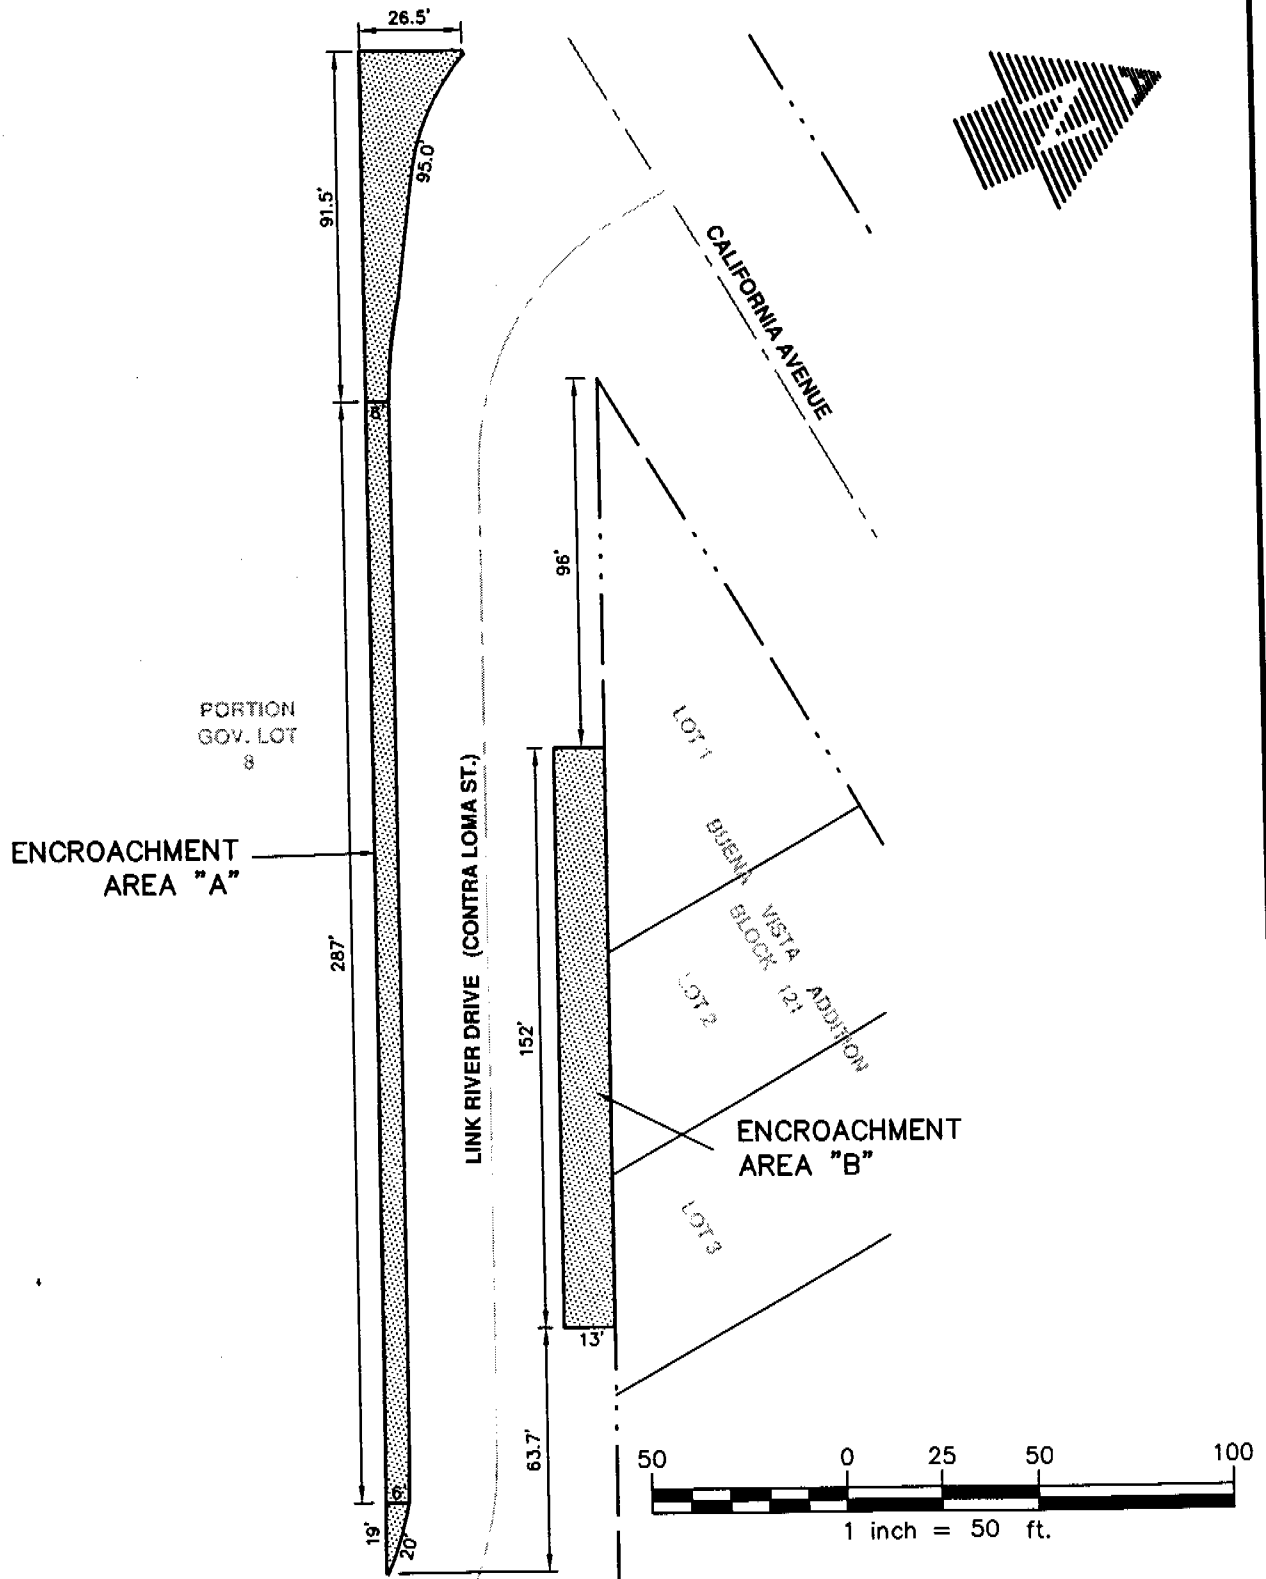 26.5'
95.0'
91.5'
CALIFORNIA AVENUE
N
96'
PORTION
GOV. LOT
8
LOT 1
LINK RIVER DRIVE (CONTRA LOMA ST.)
ENCROACHMENT
AREA "A"
BUENA VISTA ADDITION
BLOCK 121
287'
LOT 2
152'
ENCROACHMENT
AREA "B"
LOT 3
13'
63.7'
6'
19'
20'
50 0 25 50 100
1 inch = 50 ft.